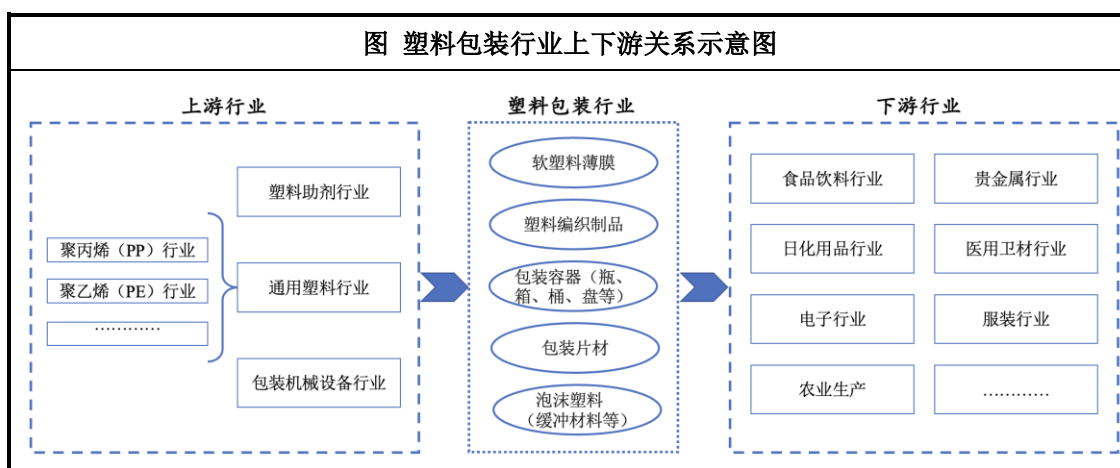 图 塑料包装行业上下游关系示意图
上游行业
塑料助剂行业
聚丙烯（PP）行业
聚乙烯（PE）行业
…………
通用塑料行业
包装机械设备行业
塑料包装行业
软塑料薄膜
塑料编织制品
包装容器（瓶、
箱、桶、盘等）
包装片材
泡沫塑料
（缓冲材料等）
下游行业
食品饮料行业
贵金属行业
日化用品行业
医用卫材行业
电子行业
服装行业
农业生产
…………